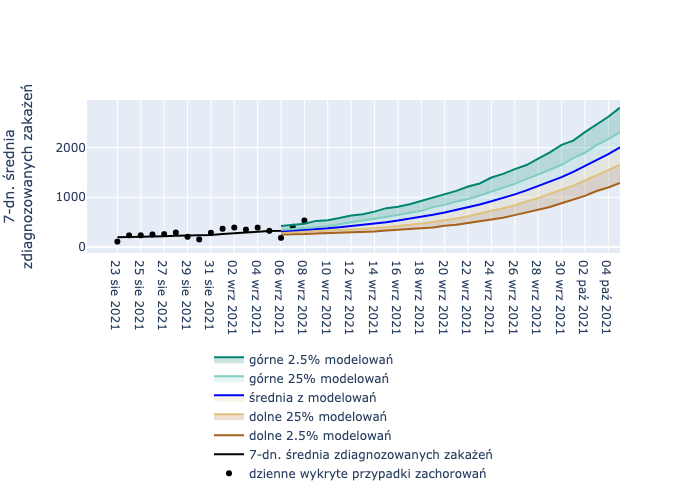 7-dn. średnia
zdiagnozowanych zakażeń
2000
1000
0
23 sie 2021
25 sie 2021
27 sie 2021
29 sie 2021
31 sie 2021
02 wrz 2021
04 wrz 2021
06 wrz 2021
08 wrz 2021
10 wrz 2021
12 wrz 2021
14 wrz 2021
16 wrz 2021
18 wrz 2021
20 wrz 2021
22 wrz 2021
24 wrz 2021
26 wrz 2021
28 wrz 2021
30 wrz 2021
02 paź 2021
04 paź 2021
górne 2.5% modelowań
górne 25% modelowań
średnia z modelowań
dolne 25% modelowań
dolne 2.5% modelowań
7-dn. średnia zdiagnozowanych zakażeń
dzienne wykryte przypadki zachorowań